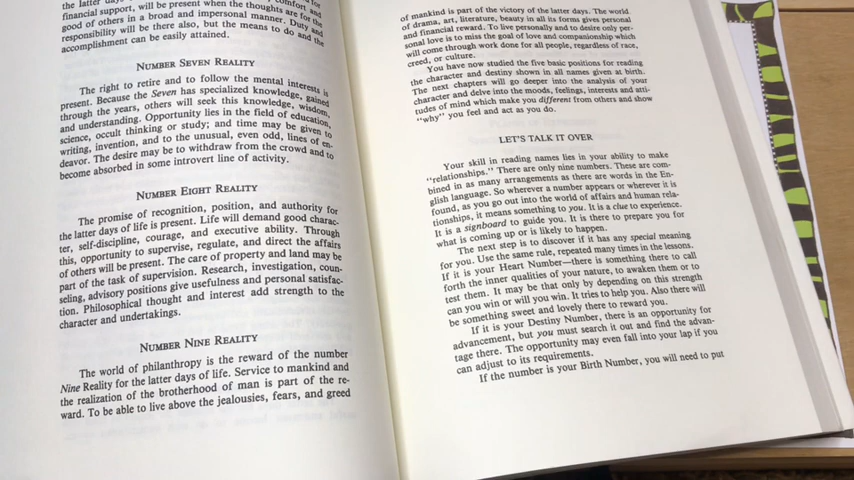 the latter days
financial support, will be present when the thoughts are for the
good of others in a broad and impersonal manner. Duty and
responsibility will be there also, but the means to do and the
accomplishment can be easily attained.
NUMBER SEVEN REALITY
The right to retire and to follow the mental interests is
present. Because the Seven has specialized knowledge, gained
through the years, others will seek this knowledge, wisdom,
and understanding. Opportunity lies in the field of education,
science, occult thinking or study; and time may be given to
writing, invention, and to the unusual, even odd, lines of en-
deavor. The desire may be to withdraw from the crowd and to
become absorbed in some introvert line of activity.
NUMBER EIGHT REALITY
The promise of recognition, position, and authority for
the latter days of life is present. Life will demand good charac-
ter, self-discipline, courage, and executive ability. Through
this, opportunity to supervise, regulate, and direct the affairs
of others will be present. The care of property and land may be
part of the task of supervision. Research, investigation, coun-
seling, advisory positions give usefulness and personal satisfac-
tion. Philosophical thought and interest add strength to the
character and undertakings.
NUMBER NINE REALITY
The world of philanthropy is the reward of the number
Nine Reality for the latter days of life. Service to mankind and
the realization of the brotherhood of man is part of the re-
ward. To be able to live above the jealousies, fears, and greed
of mankind is part of the victory of the latter days. The world
of drama, art, literature, beauty in all its forms gives personal
and financial reward. To live personally and to desire only per-
sonal love is to miss the goal of love and companionship which
will come through work done for all people, regardless of race,
creed, or culture.
You have now studied the five basic positions for reading
the character and destiny shown in all names given at birth.
The next chapters will go deeper into the analysis of your
character and delve into the moods, feelings, interests and atti-
tudes of mind which make you different from others and show
"why" you feel and act as you do.
LET'S TALK IT OVER
Your skill in reading names lies in your ability to make
"relationships." There are only nine numbers. These are com-
bined in as many arrangements as there are words in the En-
glish language. So wherever a number appears or wherever it is
found, as you go out into the world of affairs and human rela-
tionships, it means something to you. It is a clue to experience.
It is a signboard to guide you. It is there to prepare you for
what is coming up or is likely to happen.
The next step is to discover if it has any special meaning
for you. Use the same rule, repeated many times in the lessons.
If it is your Heart Number—there is something there to call
forth the inner qualities of your nature, to awaken them or to
test them. It may be that only by depending on this strength
can you win or will you win. It tries to help you. Also there will
be something sweet and lovely there to reward you.
If it is your Destiny Number, there is an opportunity for
advancement, but you must search it out and find the advan-
tage there. The opportunity may even fall into your lap if you
can adjust to its requirements.
If the number is your Birth Number, you will need to put